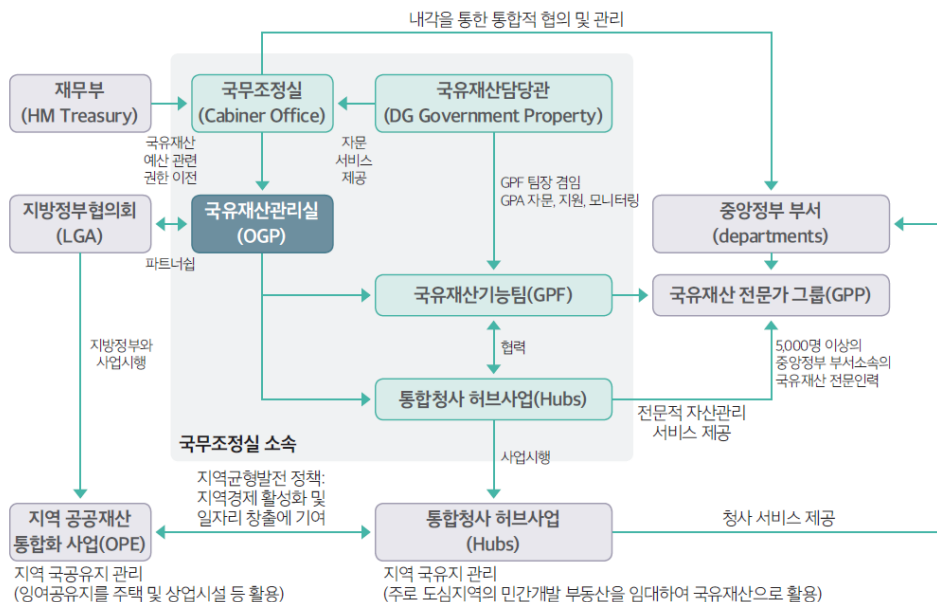 내각을 통한 통합적 협의 및 관리
재무부
(HM Treasury)
국무조정실
(Cabiner Office)
국유재산담당관
(DG Government Property)
국유재산
예산 관련
권한 이전
자문
서비스
제공
GPF 팀장 겸임
GPA 자문, 지원, 모니터링
지방정부협의회
(LGA)
국유재산관리실
(OGP)
중앙정부 부서
(departments)
파트너쉽
국유재산기능팀(GPF)
국유재산 전문가 그룹(GPP)
지방정부와
사업시행
협력
5,000명 이상의
중앙정부 부서소속의
국유재산 전문인력
통합청사 허브사업(Hubs)
전문적 자산관리
서비스 제공
국무조정실 소속
사업시행
지역균형발전 정책:
지역경제 활성화 및
일자리 창출에 기여
지역 공공재산
통합화 사업(OPE)
통합청사 허브사업
(Hubs)
청사 서비스 제공
지역 국공유지 관리
(잉여공유지를 주택 및 상업시설 등 활용)
지역 국유지 관리
(주로 도심지역의 민간개발 부동산을 임대하여 국유재산으로 활용)